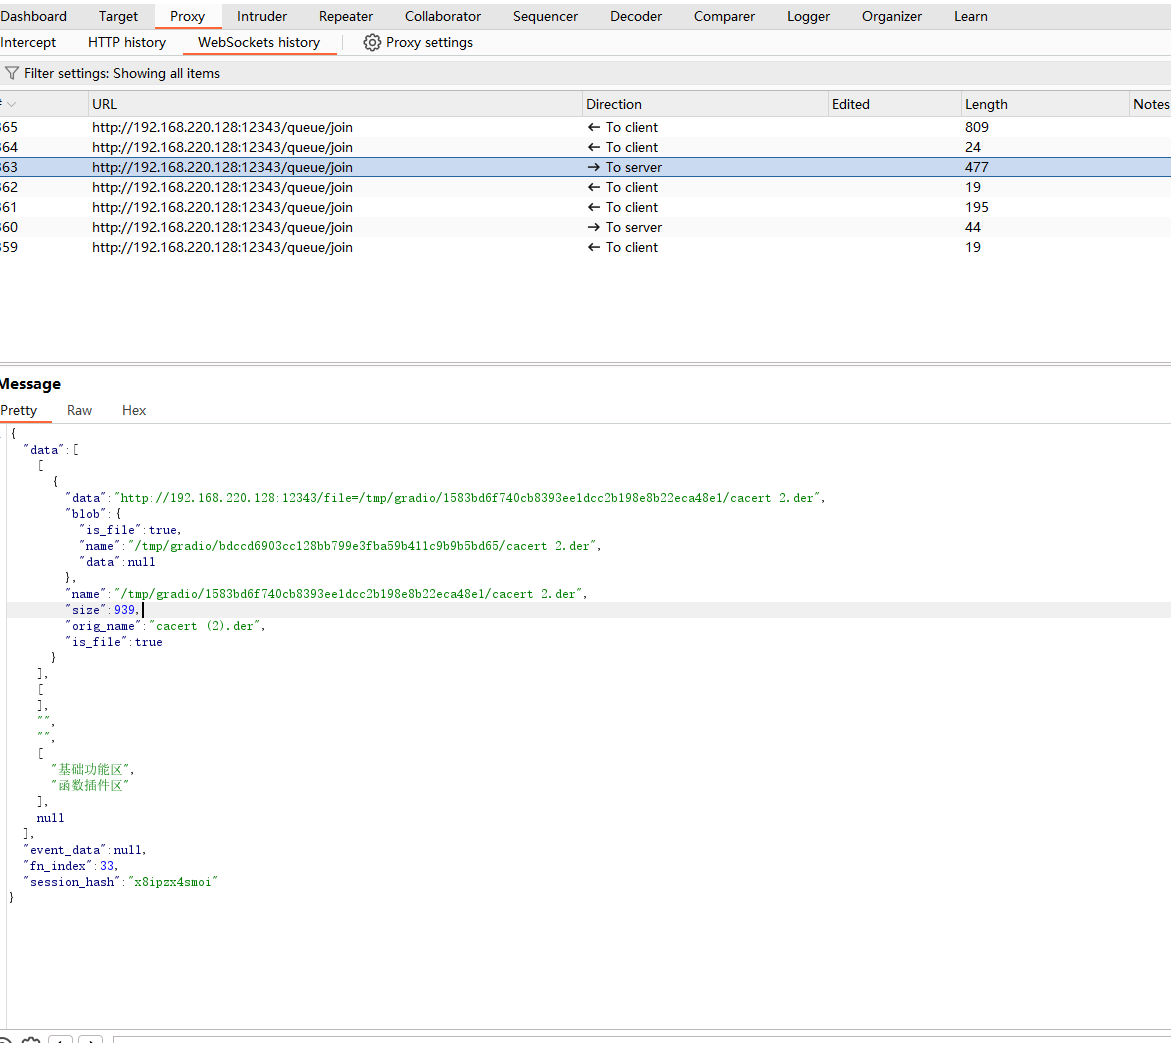 Dashboard Target Proxy Intruder Repeater Collaborator Sequencer Decoder Comparer Logger Organizer Learn
Intercept HTTP history WebSockets history Proxy settings
Filter settings: Showing all items
# URL Direction Edited Length Notes
365 http://192.168.220.128:12343/queue/join ← To client 809
364 http://192.168.220.128:12343/queue/join ← To client 24
363 http://192.168.220.128:12343/queue/join → To server 477
362 http://192.168.220.128:12343/queue/join ← To client 19
361 http://192.168.220.128:12343/queue/join ← To client 195
360 http://192.168.220.128:12343/queue/join → To server 44
359 http://192.168.220.128:12343/queue/join ← To client 19
Message
Pretty Raw Hex
{
"data":[
[
{
"data":"http://192.168.220.128:12343/file=/tmp/gradio/1583bd6f740cb8393ee1dcc2b198e8b22eca48e1/cacert 2.der",
"blob":{
"is_file":true,
"name":"/tmp/gradio/bdccd6903cc128bb799e3fba59b411c9b9b5bd65/cacert 2.der",
"data":null
},
"name":"/tmp/gradio/1583bd6f740cb8393ee1dcc2b198e8b22eca48e1/cacert 2.der",
"size":939,
"orig_name":"cacert (2).der",
"is_file":true
}
],
[
],
"",
"",
[
"基础功能区",
"函数插件区"
],
null
],
"event_data":null,
"fn_index":33,
"session_hash":"x8ipzx4smoi"
}